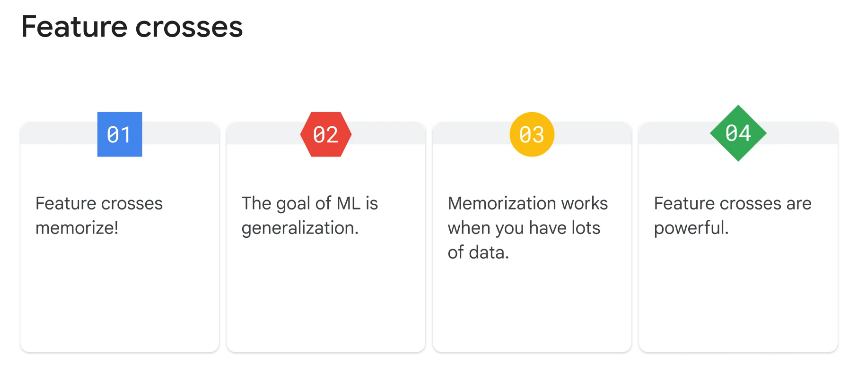 Feature crosses
01
Feature crosses
memorize!
02
The goal of ML is
generalization.
03
Memorization works
when you have lots
of data.
04
Feature crosses are
powerful.